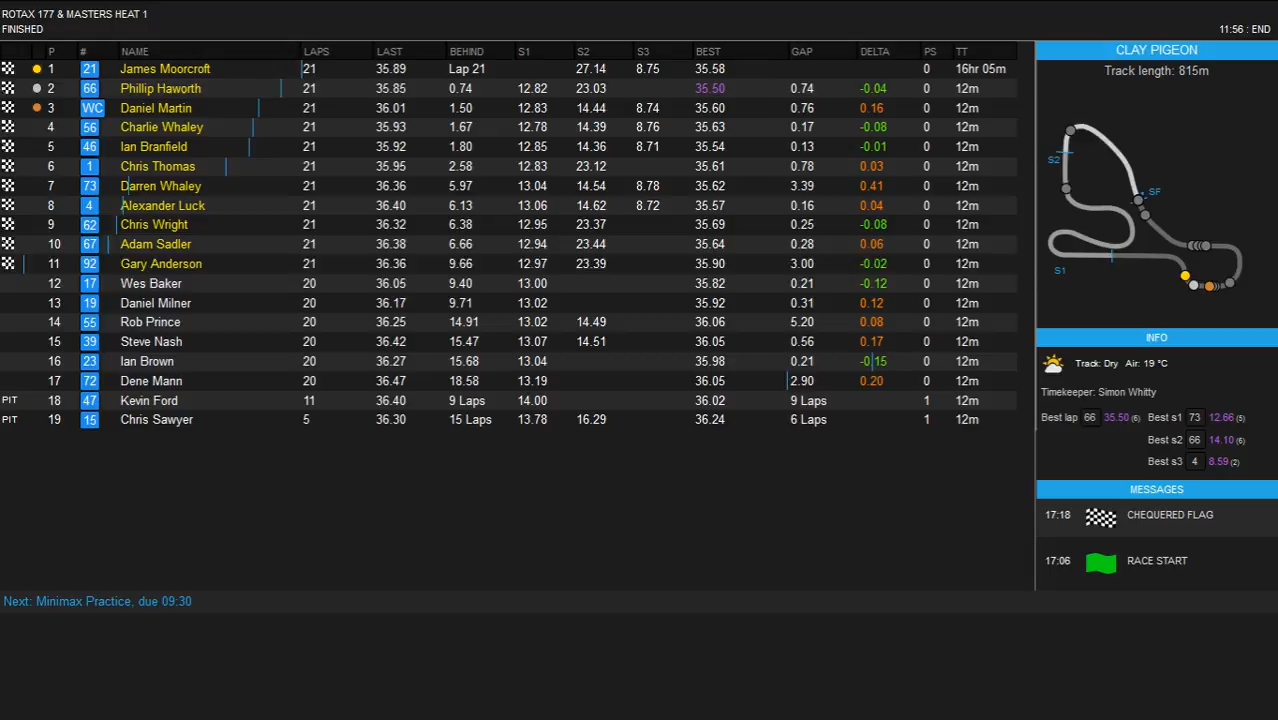 ROTAX 177 & MASTERS HEAT 1
FINISHED 11:56 : END
P # NAME LAPS LAST BEHIND S1 S2 S3 BEST GAP DELTA PS TT
1 21 James Moorcroft 21 35.89 Lap 21 27.14 8.75 35.58 0 16hr 05m
2 66 Phillip Haworth 21 35.85 0.74 12.82 23.03 35.50 0.74 -0.04 0 12m
3 WC Daniel Martin 21 36.01 1.50 12.83 14.44 8.74 35.60 0.76 0.16 0 12m
4 56 Charlie Whaley 21 35.93 1.67 12.78 14.39 8.76 35.63 0.17 -0.08 0 12m
5 46 Ian Branfield 21 35.92 1.80 12.85 14.36 8.71 35.54 0.13 -0.01 0 12m
6 1 Chris Thomas 21 35.95 2.58 12.83 23.12 35.61 0.78 0.03 0 12m
7 73 Darren Whaley 21 36.36 5.97 13.04 14.54 8.78 35.62 3.39 0.41 0 12m
8 4 Alexander Luck 21 36.40 6.13 13.06 14.62 8.72 35.57 0.16 0.04 0 12m
9 62 Chris Wright 21 36.32 6.38 12.95 23.37 35.69 0.25 -0.08 0 12m
10 67 Adam Sadler 21 36.38 6.66 12.94 23.44 35.64 0.28 0.06 0 12m
11 92 Gary Anderson 21 36.36 9.66 12.97 23.39 35.90 3.00 -0.02 0 12m
12 17 Wes Baker 20 36.05 9.40 13.00 35.82 0.21 -0.12 0 12m
13 19 Daniel Milner 20 36.17 9.71 13.02 35.92 0.31 0.12 0 12m
14 55 Rob Prince 20 36.25 14.91 13.02 14.49 36.06 5.20 0.08 0 12m
15 39 Steve Nash 20 36.42 15.47 13.07 14.51 36.05 0.56 0.17 0 12m
16 23 Ian Brown 20 36.27 15.68 13.04 35.98 0.21 -0.15 0 12m
17 72 Dene Mann 20 36.47 18.58 13.19 36.05 2.90 0.20 0 12m
PIT 18 47 Kevin Ford 11 36.40 9 Laps 14.00 36.02 9 Laps 1 12m
PIT 19 15 Chris Sawyer 5 36.30 15 Laps 13.78 16.29 36.24 6 Laps 1 12m
CLAY PIGEON
Track length: 815m
S2
SF
S1
INFO
Track: Dry Air: 19 °C
Timekeeper: Simon Whitty
Best lap 66 35.50 (6) Best s1 73 12.66 (5)
Best s2 66 14.10 (6)
Best s3 4 8.59 (2)
MESSAGES
17:18 CHEQUERED FLAG
17:06 RACE START
Next: Minimax Practice, due 09:30